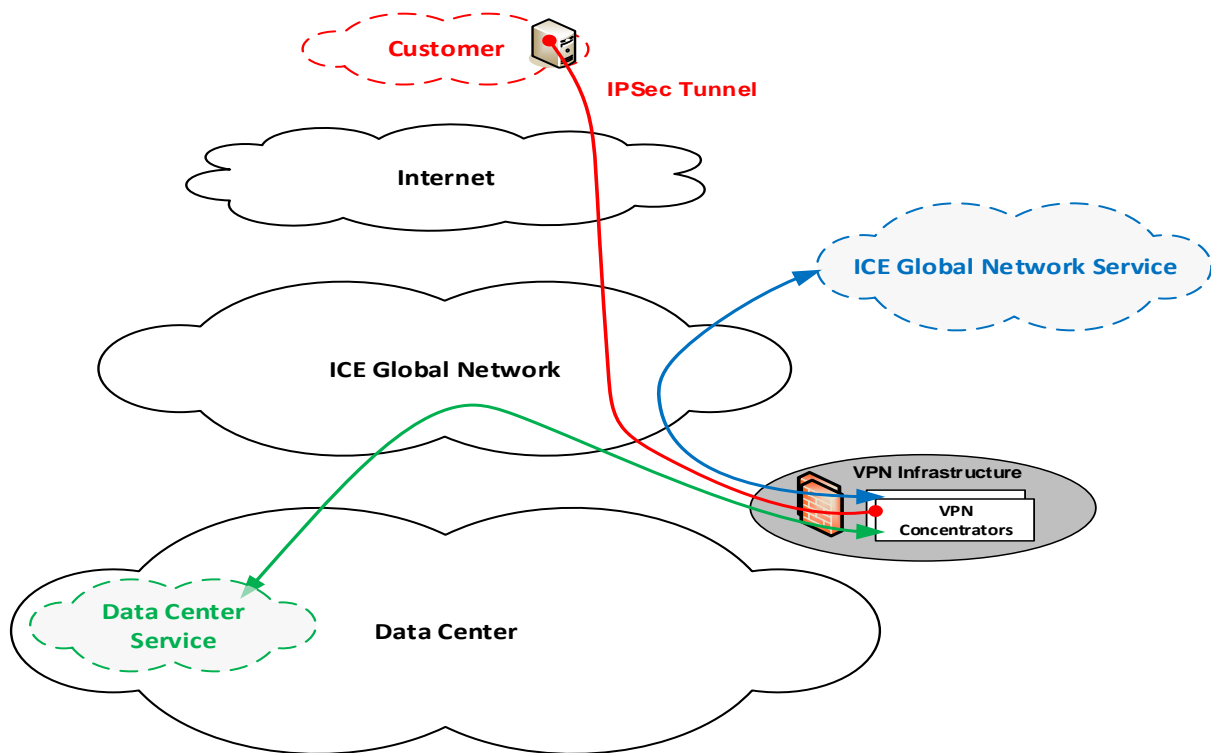 Customer
IPSec Tunnel
Internet
ICE Global Network Service
ICE Global Network
VPN Infrastructure
VPN
Concentrators
Data Center
Service
Data Center